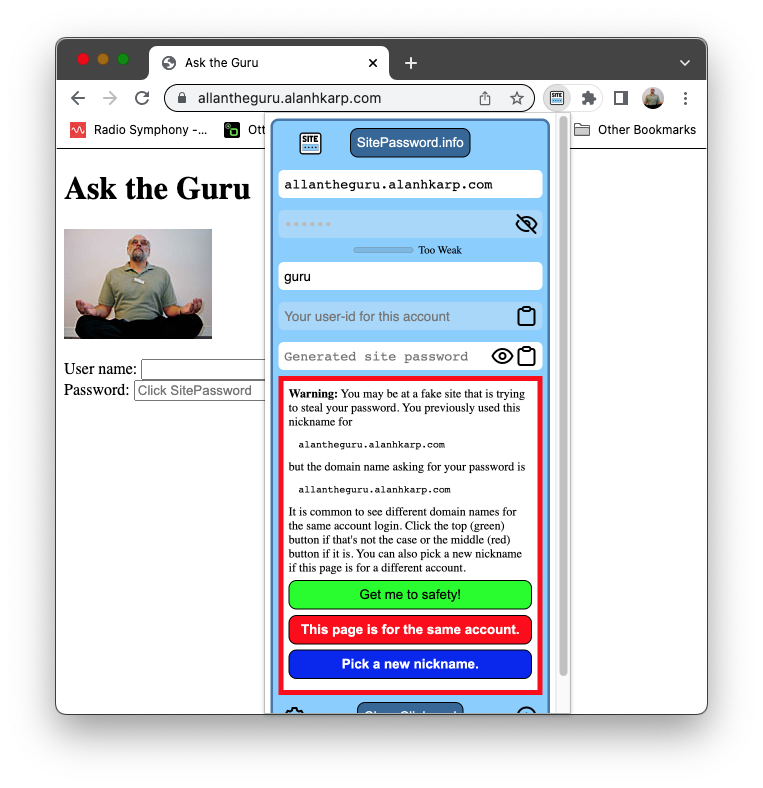 Ask the Guru
allantheguru.alanhkarp.com
SITE
Radio Symphony -...
Other Bookmarks
Ask the Guru
User name:
Password: Click SitePassword
SITE
SitePassword.info
allantheguru.alanhkarp.com
Too Weak
guru
Your user-id for this account
Generated site password
Warning: You may be at a fake site that is trying
to steal your password. You previously used this
nickname for
alantheguru.alanhkarp.com
but the domain name asking for your password is
allantheguru.alanhkarp.com
It is common to see different domain names for
the same account login. Click the top (green)
button if that's not the case or the middle (red)
button if it is. You can also pick a new nickname
if this page is for a different account.
Get me to safety!
This page is for the same account.
Pick a new nickname.